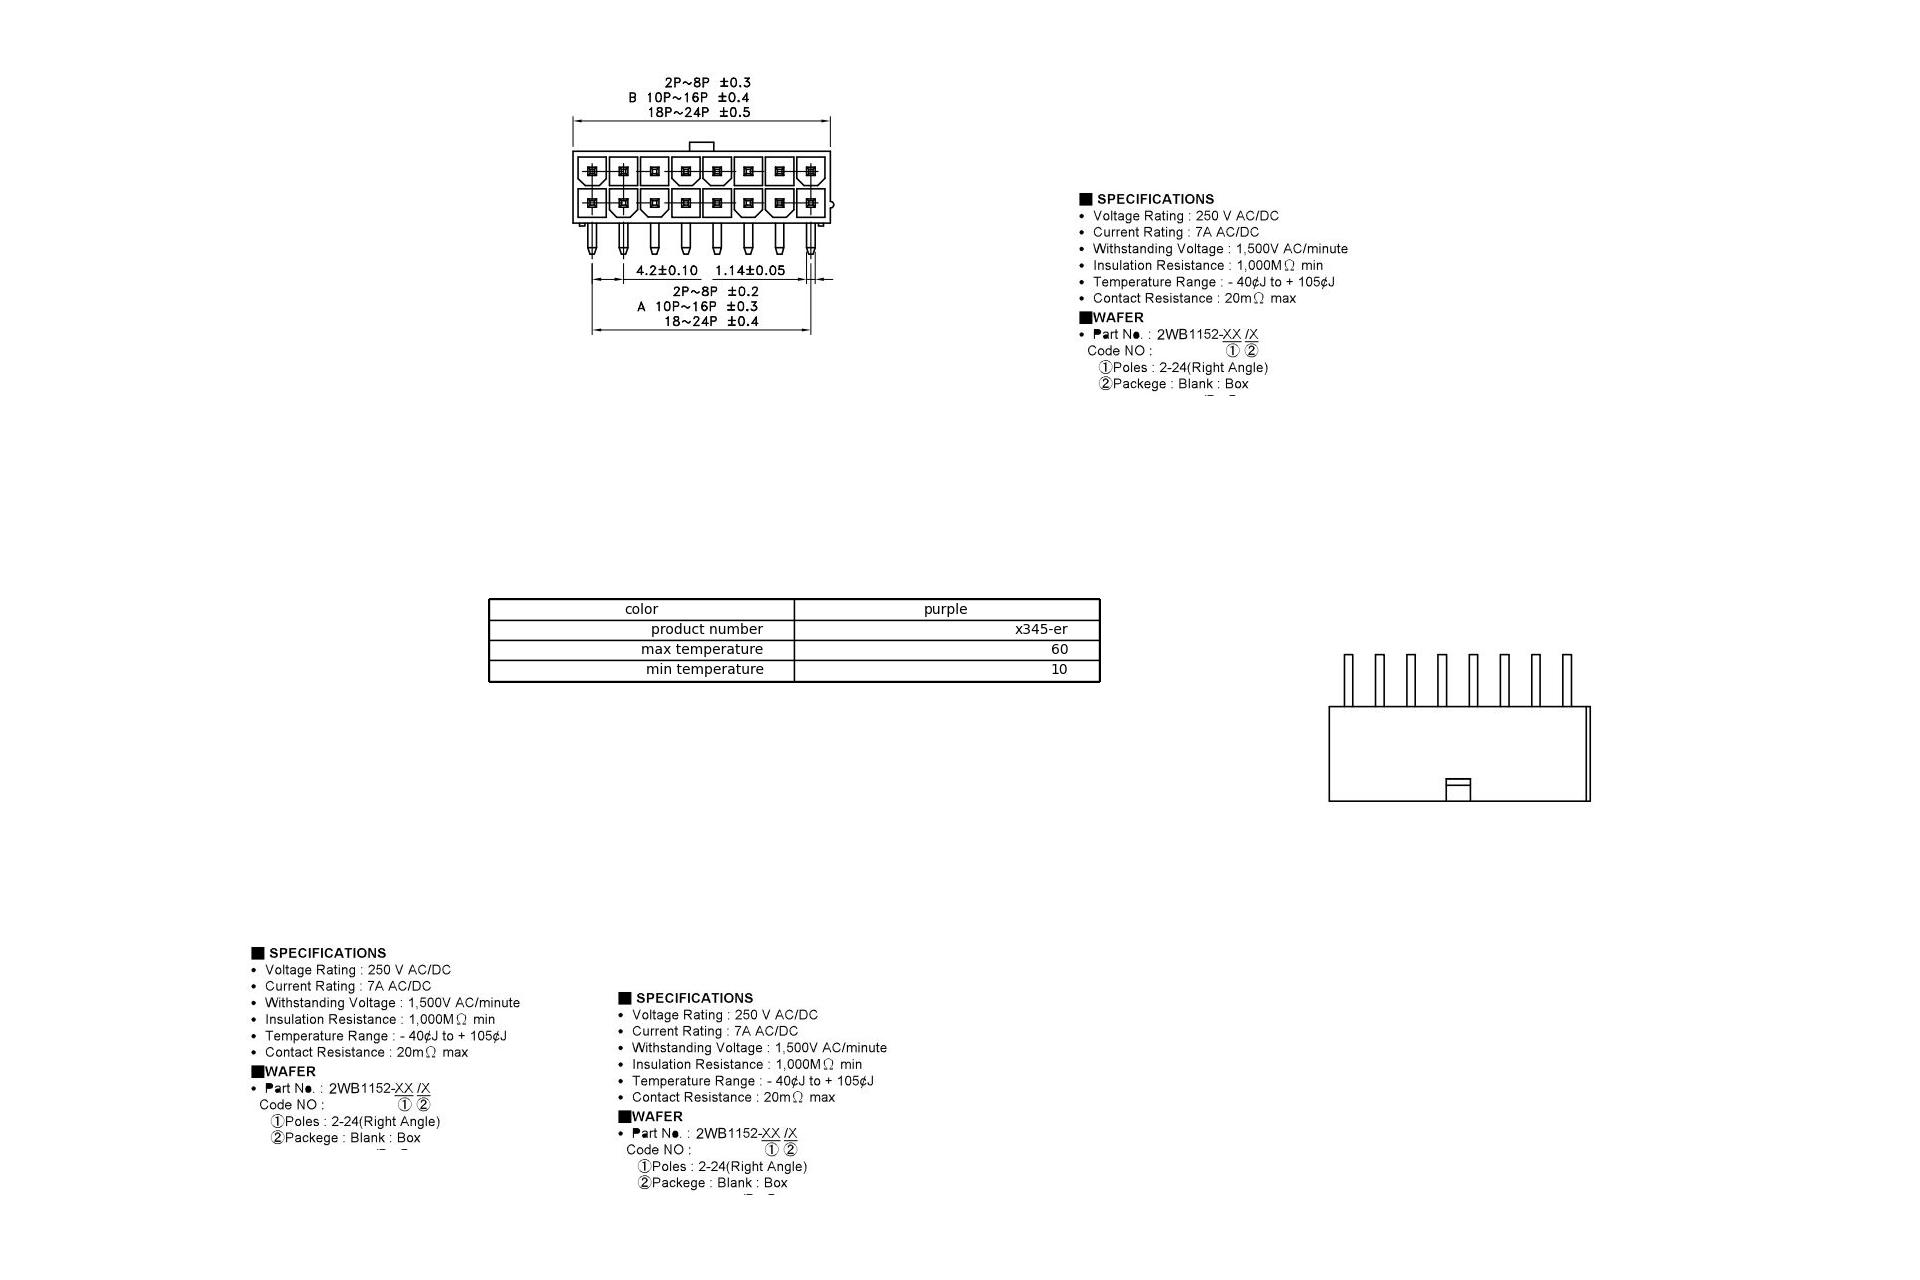 2P~8P ±0.3
B 10P~16P ±0.4
18P~24P ±0.5
4.2±0.10 1.14±0.05
2P~8P ±0.2
A 10P~16P ±0.3
18~24P ±0.4
■ SPECIFICATIONS
• Voltage Rating : 250 V AC/DC
• Current Rating : 7A AC/DC
• Withstanding Voltage : 1,500V AC/minute
• Insulation Resistance : 1,000MΩ min
• Temperature Range : - 40¢J to + 105¢J
• Contact Resistance : 20mΩ max
■WAFER
• Part No. : 2WB1152-XX /X
Code NO : ① ②
①Poles : 2-24(Right Angle)
②Packege : Blank : Box
color purple
product number x345-er
max temperature 60
min temperature 10
■ SPECIFICATIONS
• Voltage Rating : 250 V AC/DC
• Current Rating : 7A AC/DC
• Withstanding Voltage : 1,500V AC/minute
• Insulation Resistance : 1,000MΩ min
• Temperature Range : - 40¢J to + 105¢J
• Contact Resistance : 20mΩ max
■WAFER
• Part No. : 2WB1152-XX /X
Code NO : ① ②
①Poles : 2-24(Right Angle)
②Packege : Blank : Box
■ SPECIFICATIONS
• Voltage Rating : 250 V AC/DC
• Current Rating : 7A AC/DC
• Withstanding Voltage : 1,500V AC/minute
• Insulation Resistance : 1,000MΩ min
• Temperature Range : - 40¢J to + 105¢J
• Contact Resistance : 20mΩ max
■WAFER
• Part No. : 2WB1152-XX /X
Code NO : ① ②
①Poles : 2-24(Right Angle)
②Packege : Blank : Box